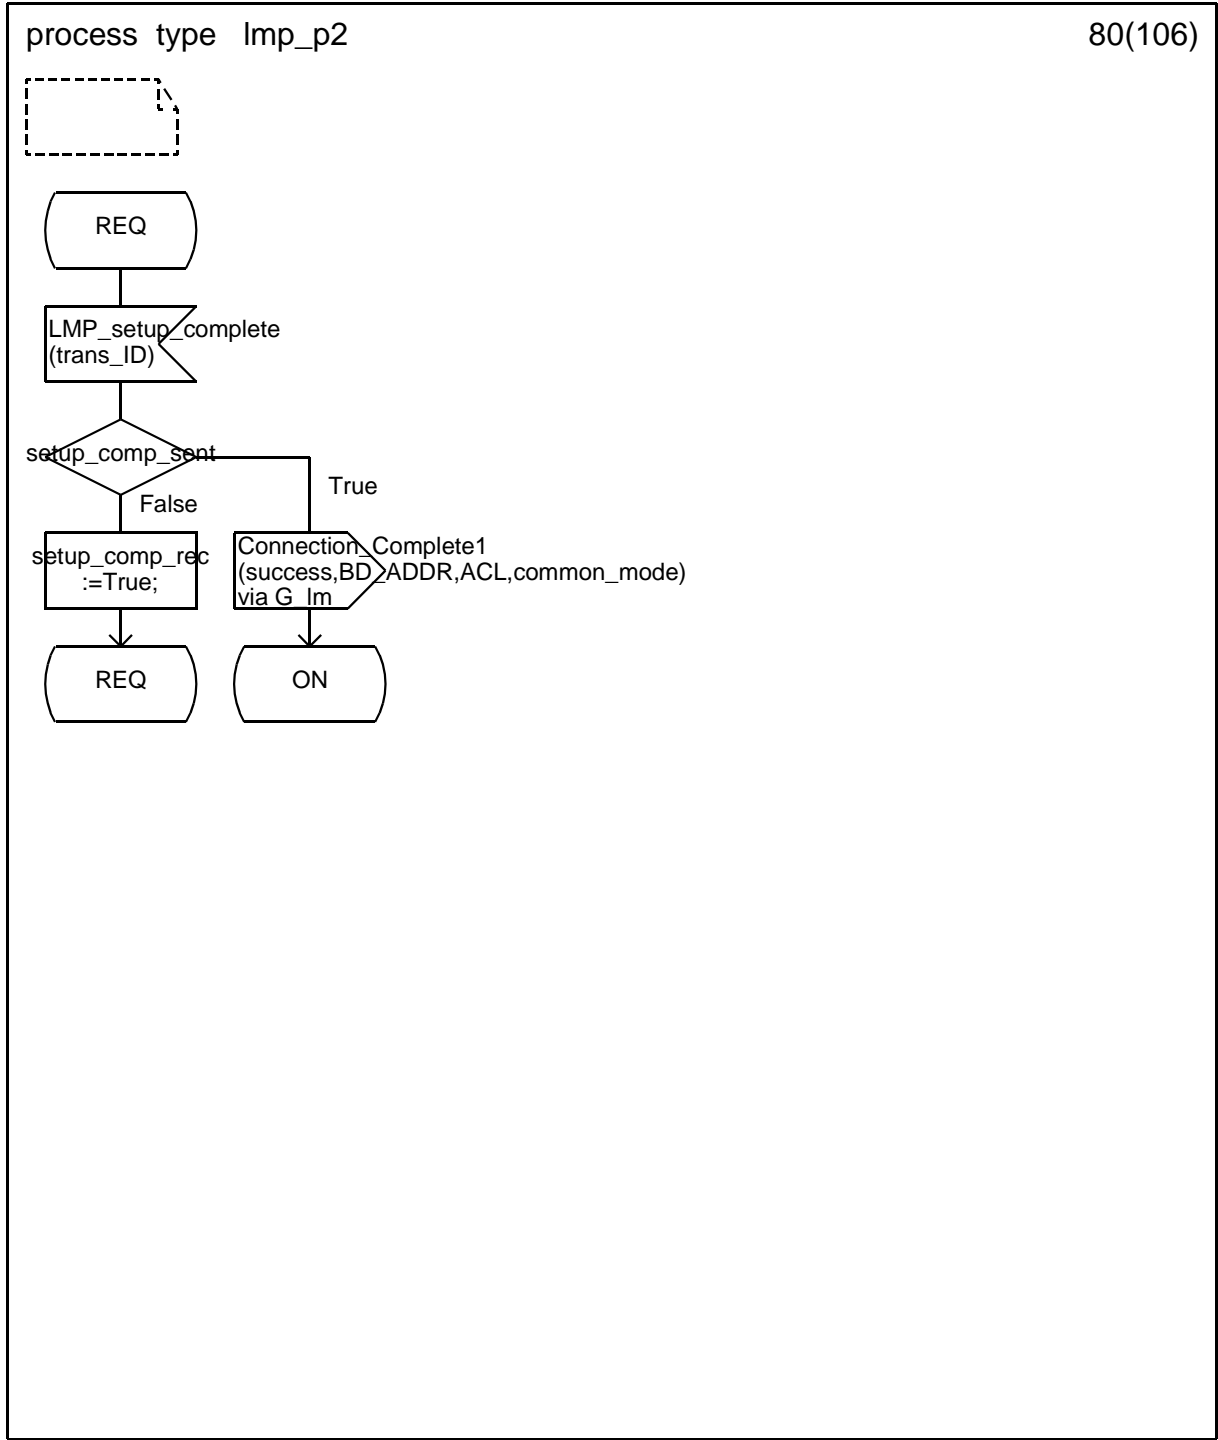 process type lmp_p2
80(106)
REQ
LMP_setup_complete
(trans_ID)
setup_comp_sent
True
False
setup_comp_rec
:=True;
Connection_Complete1
(success,BD_ADDR,ACL,common_mode)
via G_lm
REQ
ON